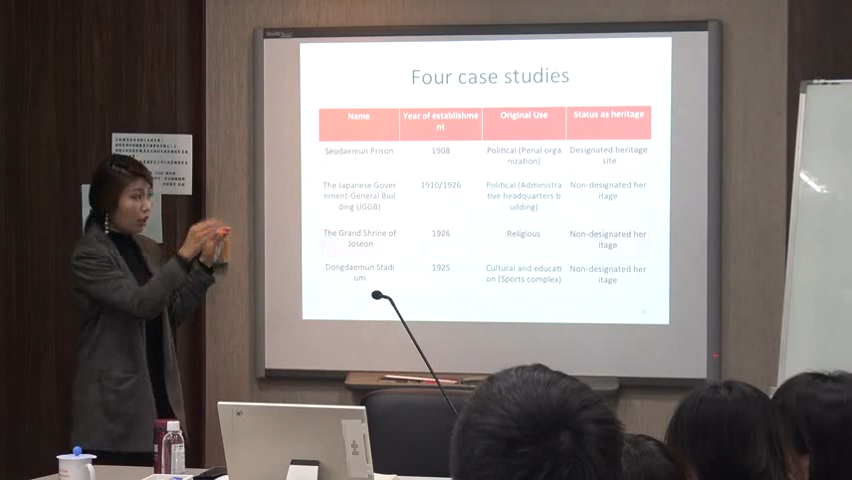 Four case studies
Name
Year of establishme
nt
Original Use
Status as heritage
Seodaemun Prison
1908
Political (Penal orga
nization)
Designated heritage
site
The Japanese Gover
nment-General Buil
ding (JGGB)
1910/1926
Political (Administra
tive headquarters b
uilding)
Non-designated her
itage
The Grand Shrine of
Joseon
1926
Religious
Non-designated her
itage
Dongdaemun Stadi
um
1925
Cultural and educati
on (Sports complex)
Non-designated her
itage